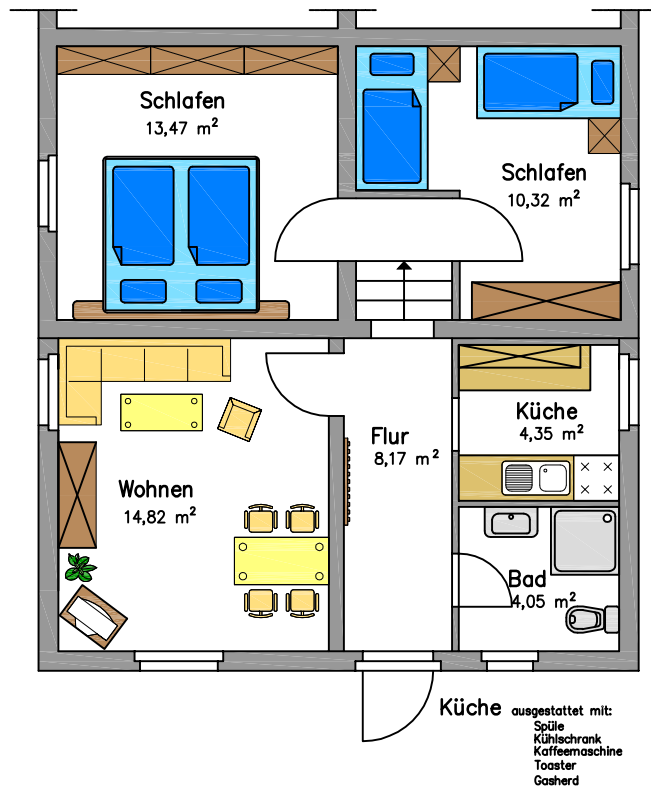 Schlafen
13,47 m²
Schlafen
10,32 m²
Küche
4,35 m²
Flur
8,17 m²
Wohnen
14,82 m²
Bad
4,05 m²
Küche ausgestattet mit:
Spüle
Kühlschrank
Kaffeemaschine
Toaster
Gasherd